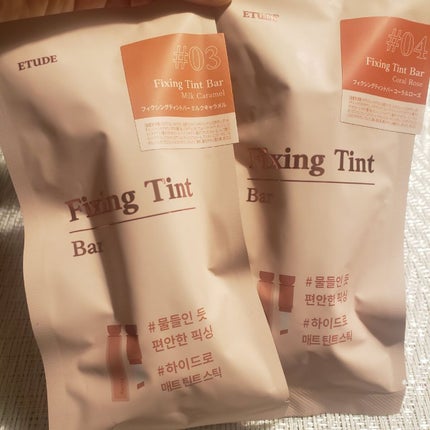 ETUDE
#03
Fixing Tint Bar
Milk Caramel
フィクシングティントバー ミルクキャラメル
Fixing Tint
Bar
#물들인 듯
편안한 픽싱
#하이드로
매트 틴트 스틱
ETUDE
#04
Fixing Tint Bar
Coral Rose
フィクシングティントバー コーラルローズ
Fixing Tint
Bar
#물들인 듯
편안한 픽싱
#하이드로
매트 틴트 스틱